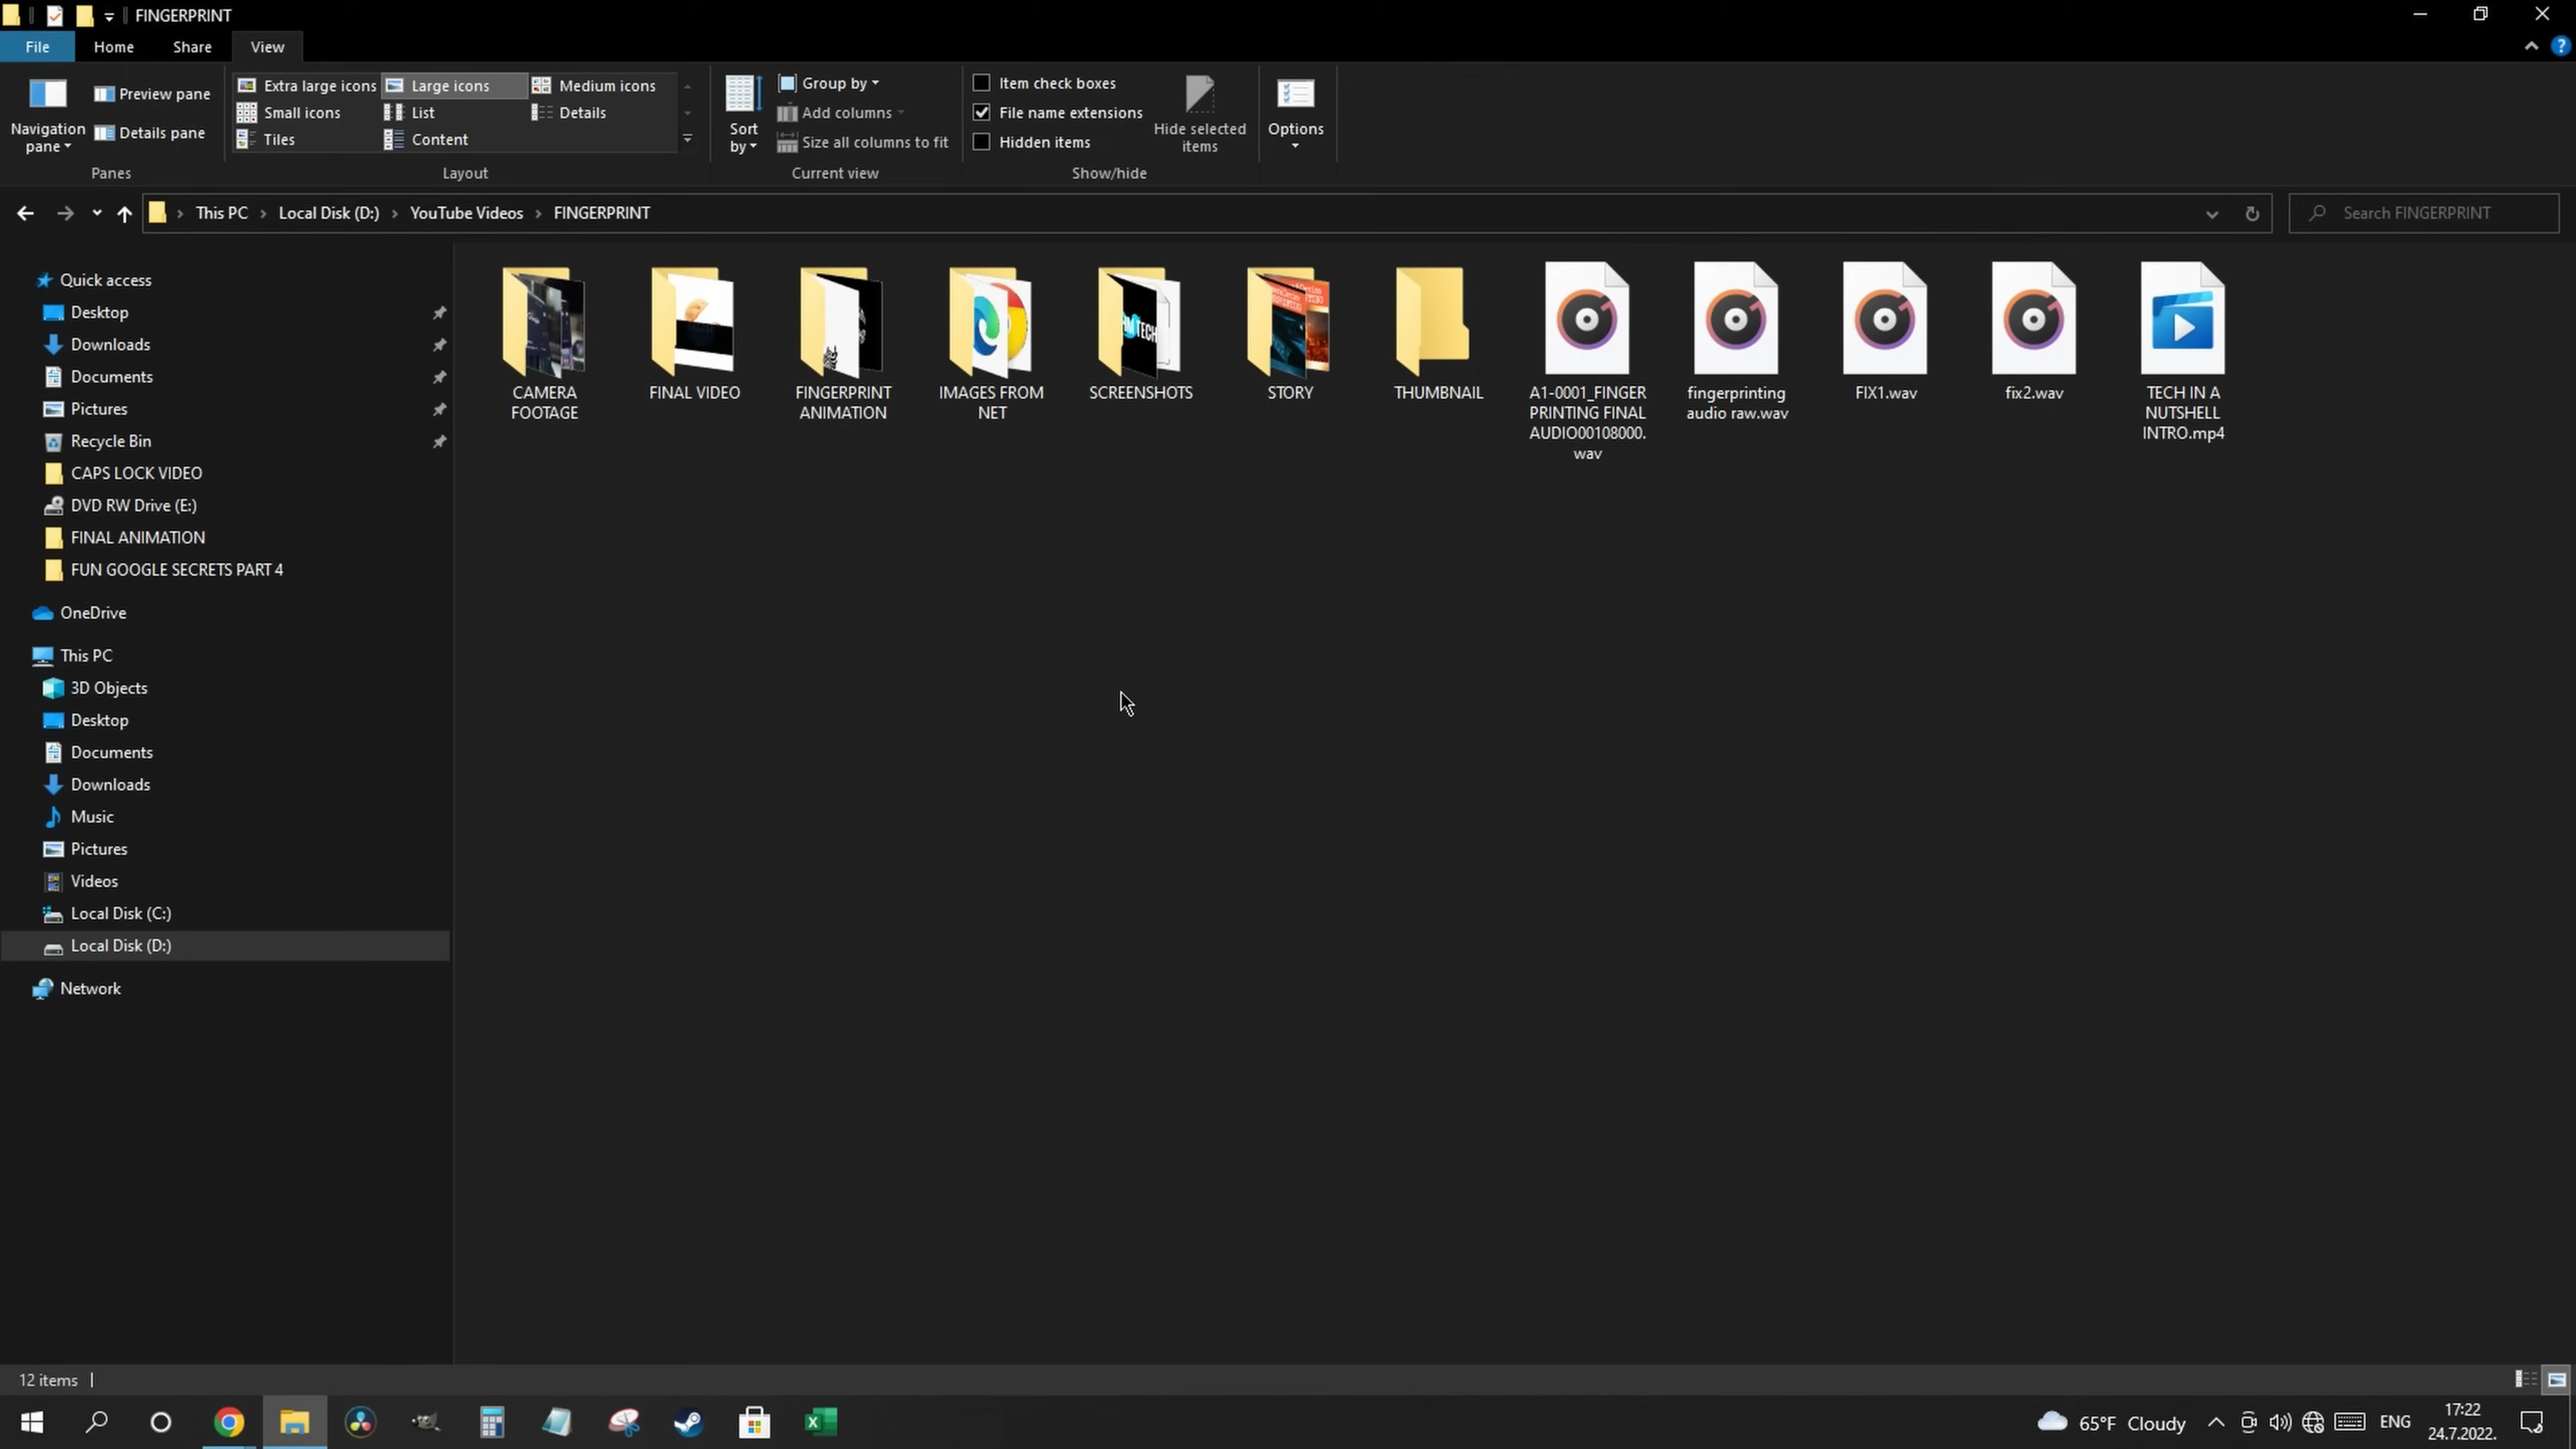 FINGERPRINT
File Home Share View
Navigation pane
Preview pane
Details pane
Panes
Extra large icons Large icons Medium icons
Small icons List Details
Tiles Content
Layout
Sort by
Group by
Add columns
Size all columns to fit
Current view
Item check boxes
File name extensions
Hidden items
Hide selected items
Show/hide
Options
This PC Local Disk (D:) YouTube Videos FINGERPRINT
Search FINGERPRINT
Quick access
Desktop
Downloads
Documents
Pictures
Recycle Bin
CAPS LOCK VIDEO
DVD RW Drive (E:)
FINAL ANIMATION
FUN GOOGLE SECRETS PART 4
OneDrive
This PC
3D Objects
Desktop
Documents
Downloads
Music
Pictures
Videos
Local Disk (C:)
Local Disk (D:)
Network
CAMERA
FOOTAGE
FINAL VIDEO
FINGERPRINT
ANIMATION
IMAGES FROM
NET
SCREENSHOTS
STORY
THUMBNAIL
A1-0001_FINGER
PRINTING FINAL
AUDIO00108000.
wav
fingerprinting
audio raw.wav
FIX1.wav
fix2.wav
TECH IN A
NUTSHELL
INTRO.mp4
12 items
65°F Cloudy
ENG
17:22
24.7.2022.